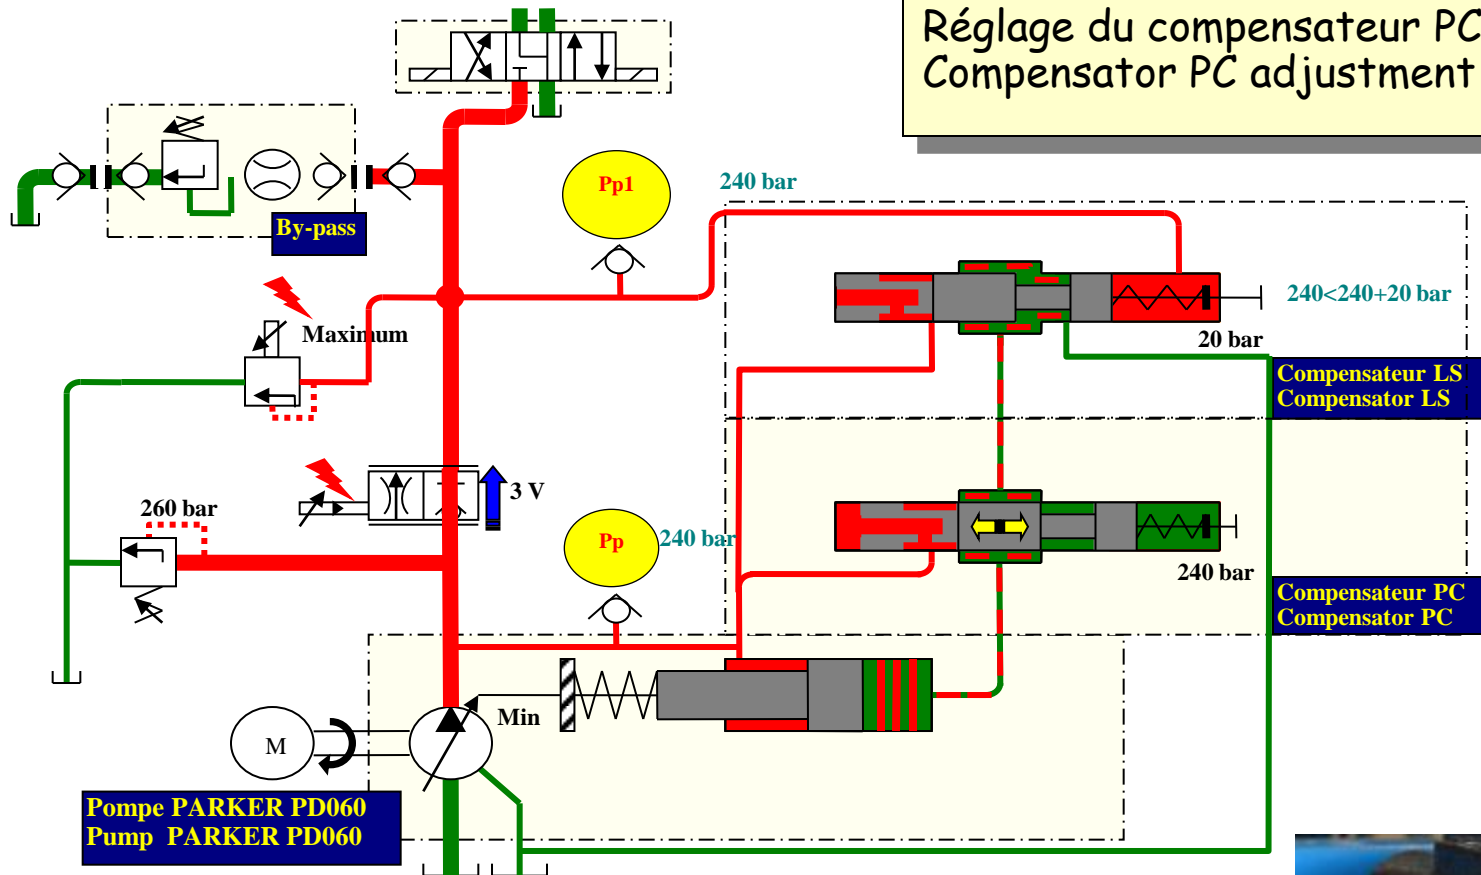 Réglage du compensateur PC
Compensator PC adjustment
By-pass
Pp1
240 bar
Maximum
240<240+20 bar
20 bar
Compensateur LS
Compensator LS
260 bar
3 V
Pp
240 bar
240 bar
Compensateur PC
Compensator PC
Min
M
Pompe PARKER PD060
Pump PARKER PD060